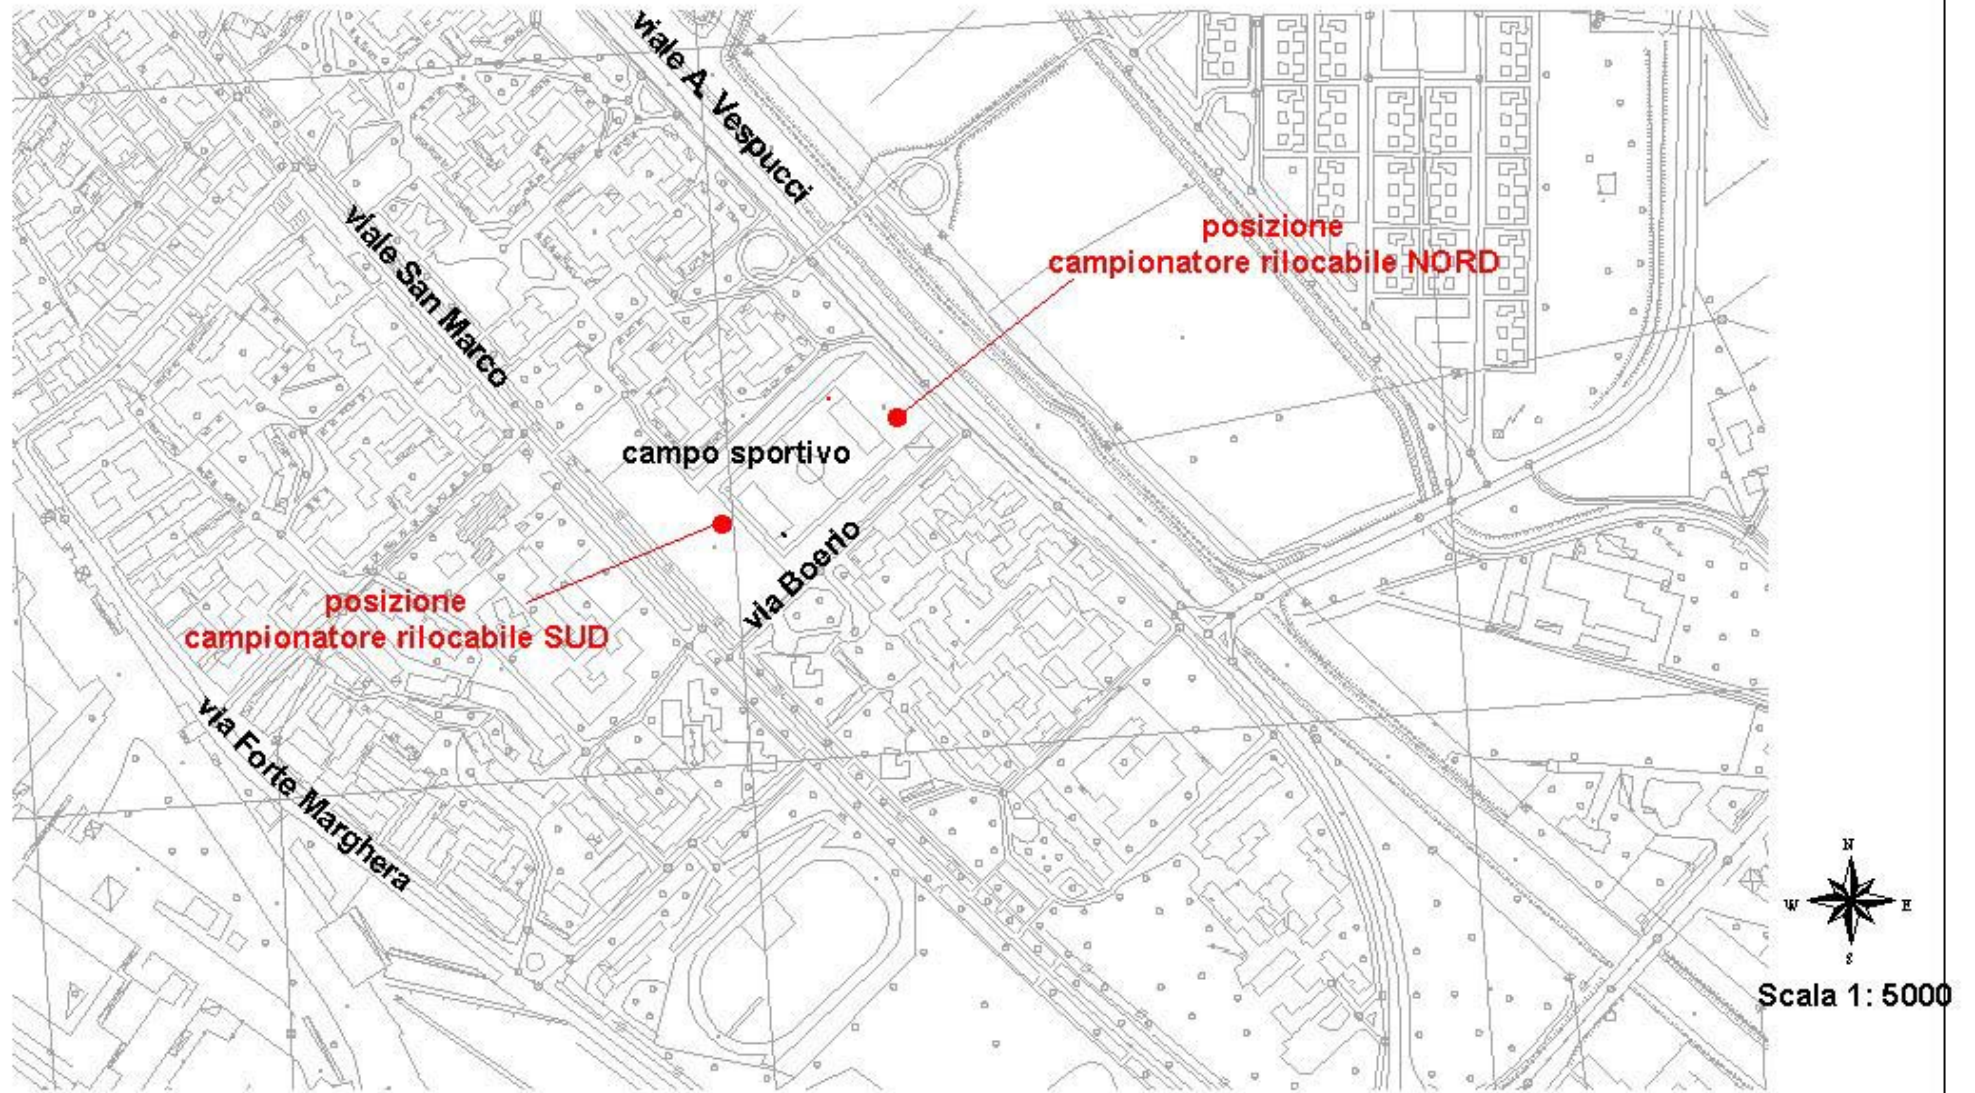 viale A. Vespucci
viale San Marco
posizione
campionatore rilocabile NORD
campo sportivo
via Boerio
posizione
campionatore rilocabile SUD
via Forte Marghera
N
W E
S
Scala 1: 5000